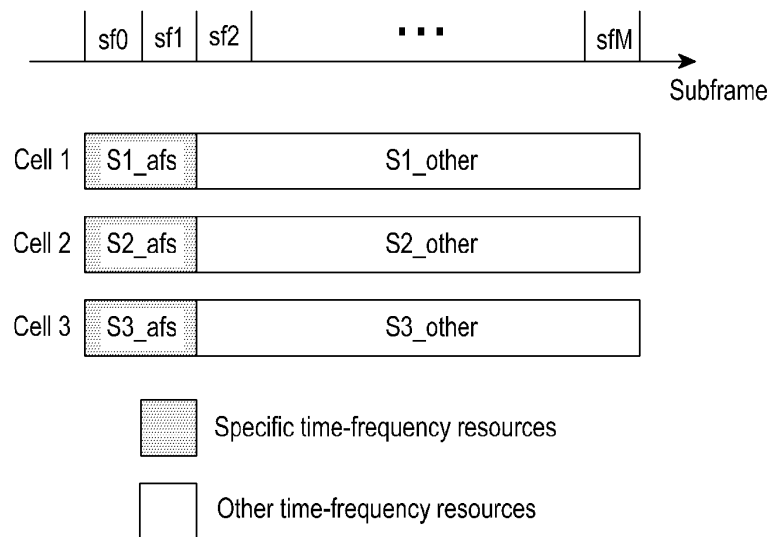 sf0 sf1 sf2 ... sfM
Subframe
Cell 1 S1_afs S1_other
Cell 2 S2_afs S2_other
Cell 3 S3_afs S3_other
Specific time-frequency resources
Other time-frequency resources